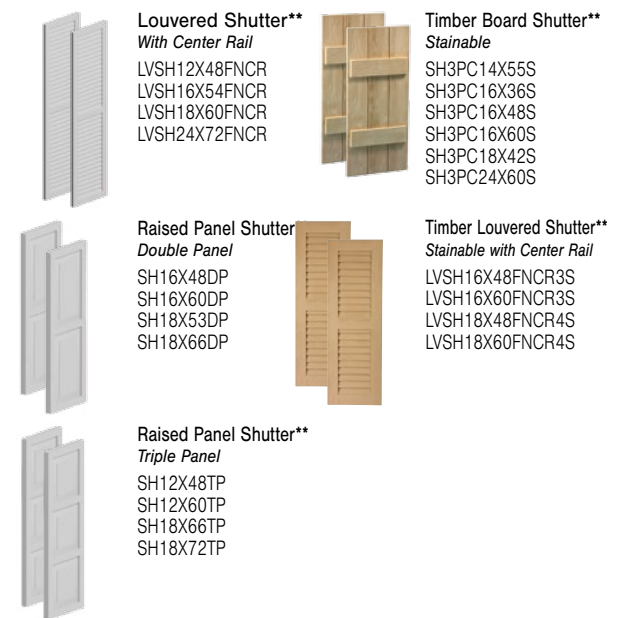 Louvered Shutter**
With Center Rail
LVSH12X48FNCR
LVSH16X54FNCR
LVSH18X60FNCR
LVSH24X72FNCR
Timber Board Shutter**
Stainable
SH3PC14X55S
SH3PC16X36S
SH3PC16X48S
SH3PC16X60S
SH3PC18X42S
SH3PC24X60S
Raised Panel Shutter
Double Panel
SH16X48DP
SH16X60DP
SH18X53DP
SH18X66DP
Timber Louvered Shutter**
Stainable with Center Rail
LVSH16X48FNCR3S
LVSH16X60FNCR3S
LVSH18X48FNCR4S
LVSH18X60FNCR4S
Raised Panel Shutter**
Triple Panel
SH12X48TP
SH12X60TP
SH18X66TP
SH18X72TP